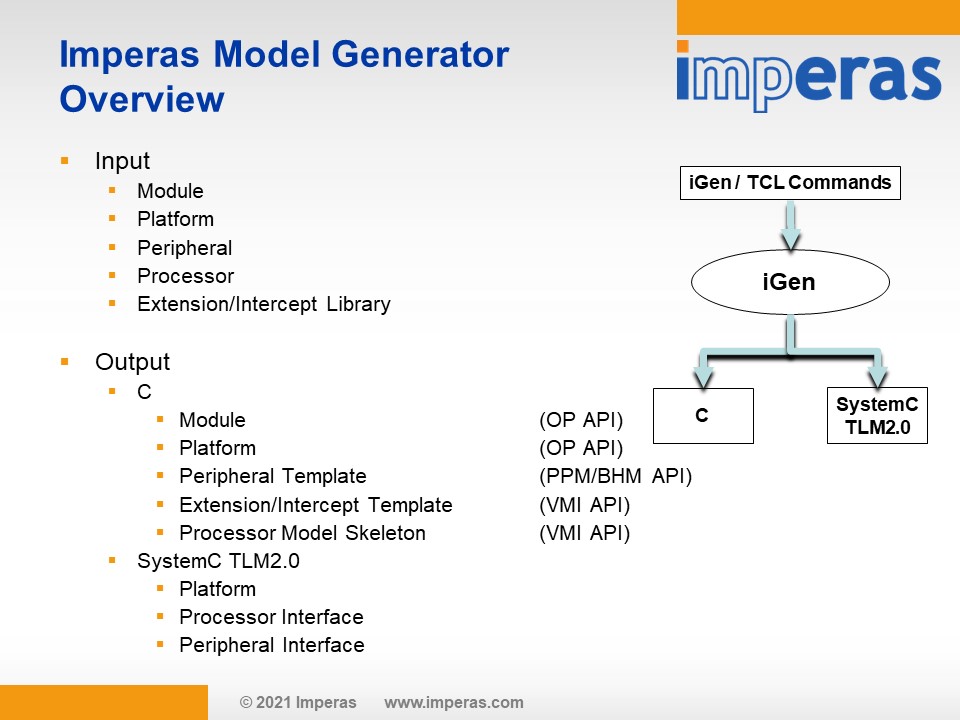 Imperas Model Generator
Overview
imperas
Input
Module
Platform
Peripheral
Processor
Extension/Intercept Library
Output
C
Module (OP API)
Platform (OP API)
Peripheral Template (PPM/BHM API)
Extension/Intercept Template (VMI API)
Processor Model Skeleton (VMI API)
SystemC TLM2.0
Platform
Processor Interface
Peripheral Interface
iGen / TCL Commands
iGen
C
SystemC
TLM2.0
© 2021 Imperas www.imperas.com